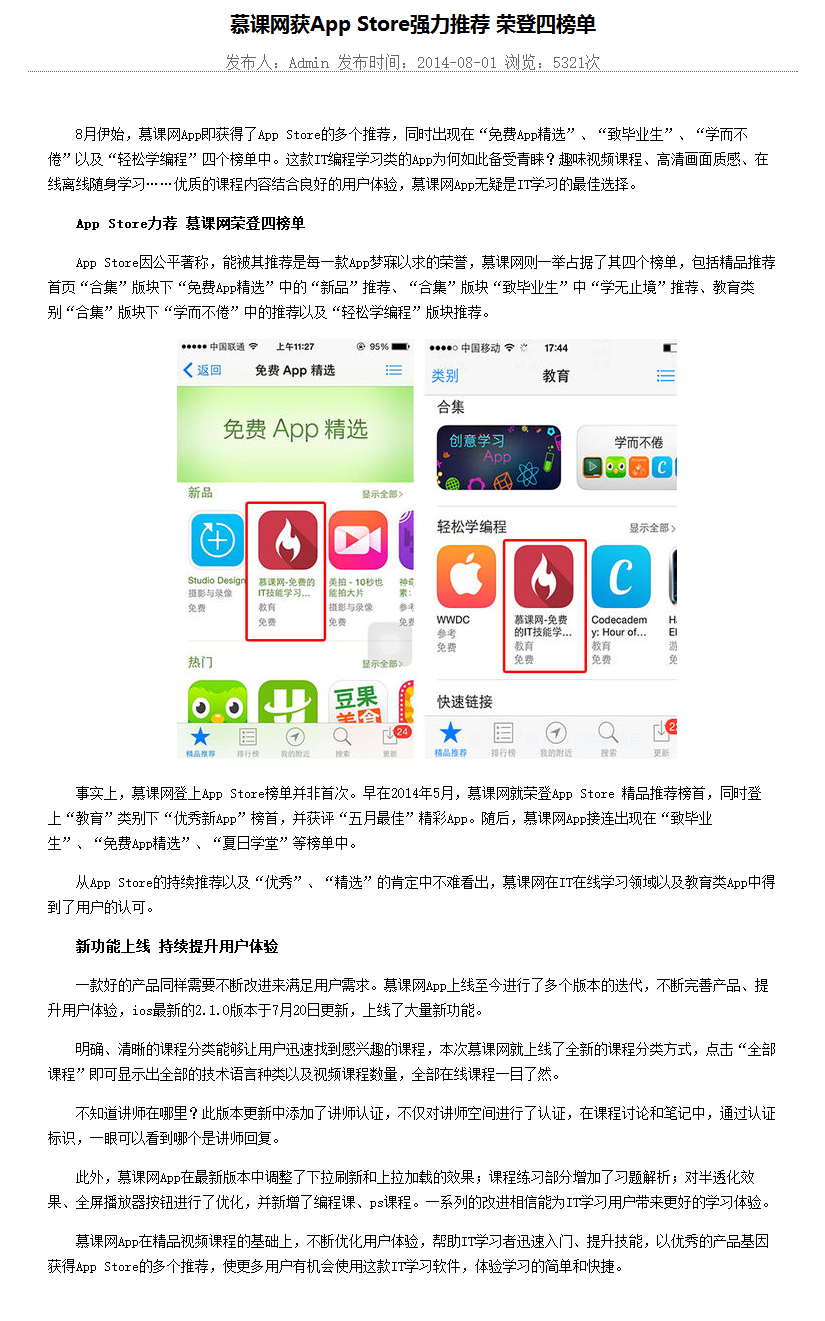 慕课网获App Store强力推荐 荣登四榜单
发布人：Admin 发布时间：2014-08-01 浏览：5321次
8月伊始，慕课网App即获得了App Store的多个推荐，同时出现在“免费App精选”、“致毕业生”、“学而不
倦”以及“轻松学编程”四个榜单中。这款IT编程学习类的App为何如此备受青睐？趣味视频课程、高清画面质感、在
线离线随身学习……优质的课程内容结合良好的用户体验，慕课网App无疑是IT学习的最佳选择。
App Store力荐 慕课网荣登四榜单
App Store因公平著称，能被其推荐是每一款App梦寐以求的荣誉，慕课网则一举占据了其四个榜单，包括精品推荐
首页“合集”版块下“免费App精选”中的“新品”推荐、“合集”版块“致毕业生”中“学无止境”推荐、教育类
别“合集”版块下“学而不倦”中的推荐以及“轻松学编程”版块推荐。
中国联通 上午11:27 95%
返回 免费 App 精选
免费 App 精选
新品 显示全部>
Studio Design 慕课网-免费的 美拍 - 10秒也 神奇
摄影与录像 IT技能学习... 能拍大片 素：
免费 教育 摄影与录像 参考
免费 免费 免费
热门 显示全部>
豆果
美食
24
精品推荐 排行榜 我的附近 搜索 更新
中国移动 17:44
类别 教育
合集
创意学习 App
学而不倦
轻松学编程 显示全部>
WWDC 慕课网-免费 Codecadem
参考 的IT技能学... y: Hour of...
免费 教育 教育
免费 免费
快速链接
精品推荐 排行榜 我的附近 搜索 更新
事实上，慕课网登上App Store榜单并非首次。早在2014年5月，慕课网就荣登App Store 精品推荐榜首，同时登
上“教育”类别下“优秀新App”榜首，并获评“五月最佳”精彩App。随后，慕课网App接连出现在“致毕业
生”、“免费App精选”、“夏日学堂”等榜单中。
从App Store的持续推荐以及“优秀”、“精选”的肯定中不难看出，慕课网在IT在线学习领域以及教育类App中得
到了用户的认可。
新功能上线 持续提升用户体验
一款好的产品同样需要不断改进来满足用户需求。慕课网App上线至今进行了多个版本的迭代，不断完善产品、提
升用户体验，ios最新的2.1.0版本于7月20日更新，上线了大量新功能。
明确、清晰的课程分类能够让用户迅速找到感兴趣的课程，本次慕课网就上线了全新的课程分类方式，点击“全部
课程”即可显示出全部的技术语言种类以及视频课程数量，全部在线课程一目了然。
不知道讲师在哪里？此版本更新中添加了讲师认证，不仅对讲师空间进行了认证，在课程讨论和笔记中，通过认证
标识，一眼可以看到哪个是讲师回复。
此外，慕课网App在最新版本中调整了下拉刷新和上拉加载的效果；课程练习部分增加了习题解析；对半透化效
果、全屏播放器按钮进行了优化，并新增了编程课、ps课程。一系列的改进相信能为IT学习用户带来更好的学习体验。
慕课网App在精品视频课程的基础上，不断优化用户体验，帮助IT学习者迅速入门、提升技能，以优秀的产品基因
获得App Store的多个推荐，使更多用户有机会使用这款IT学习软件，体验学习的简单和快捷。